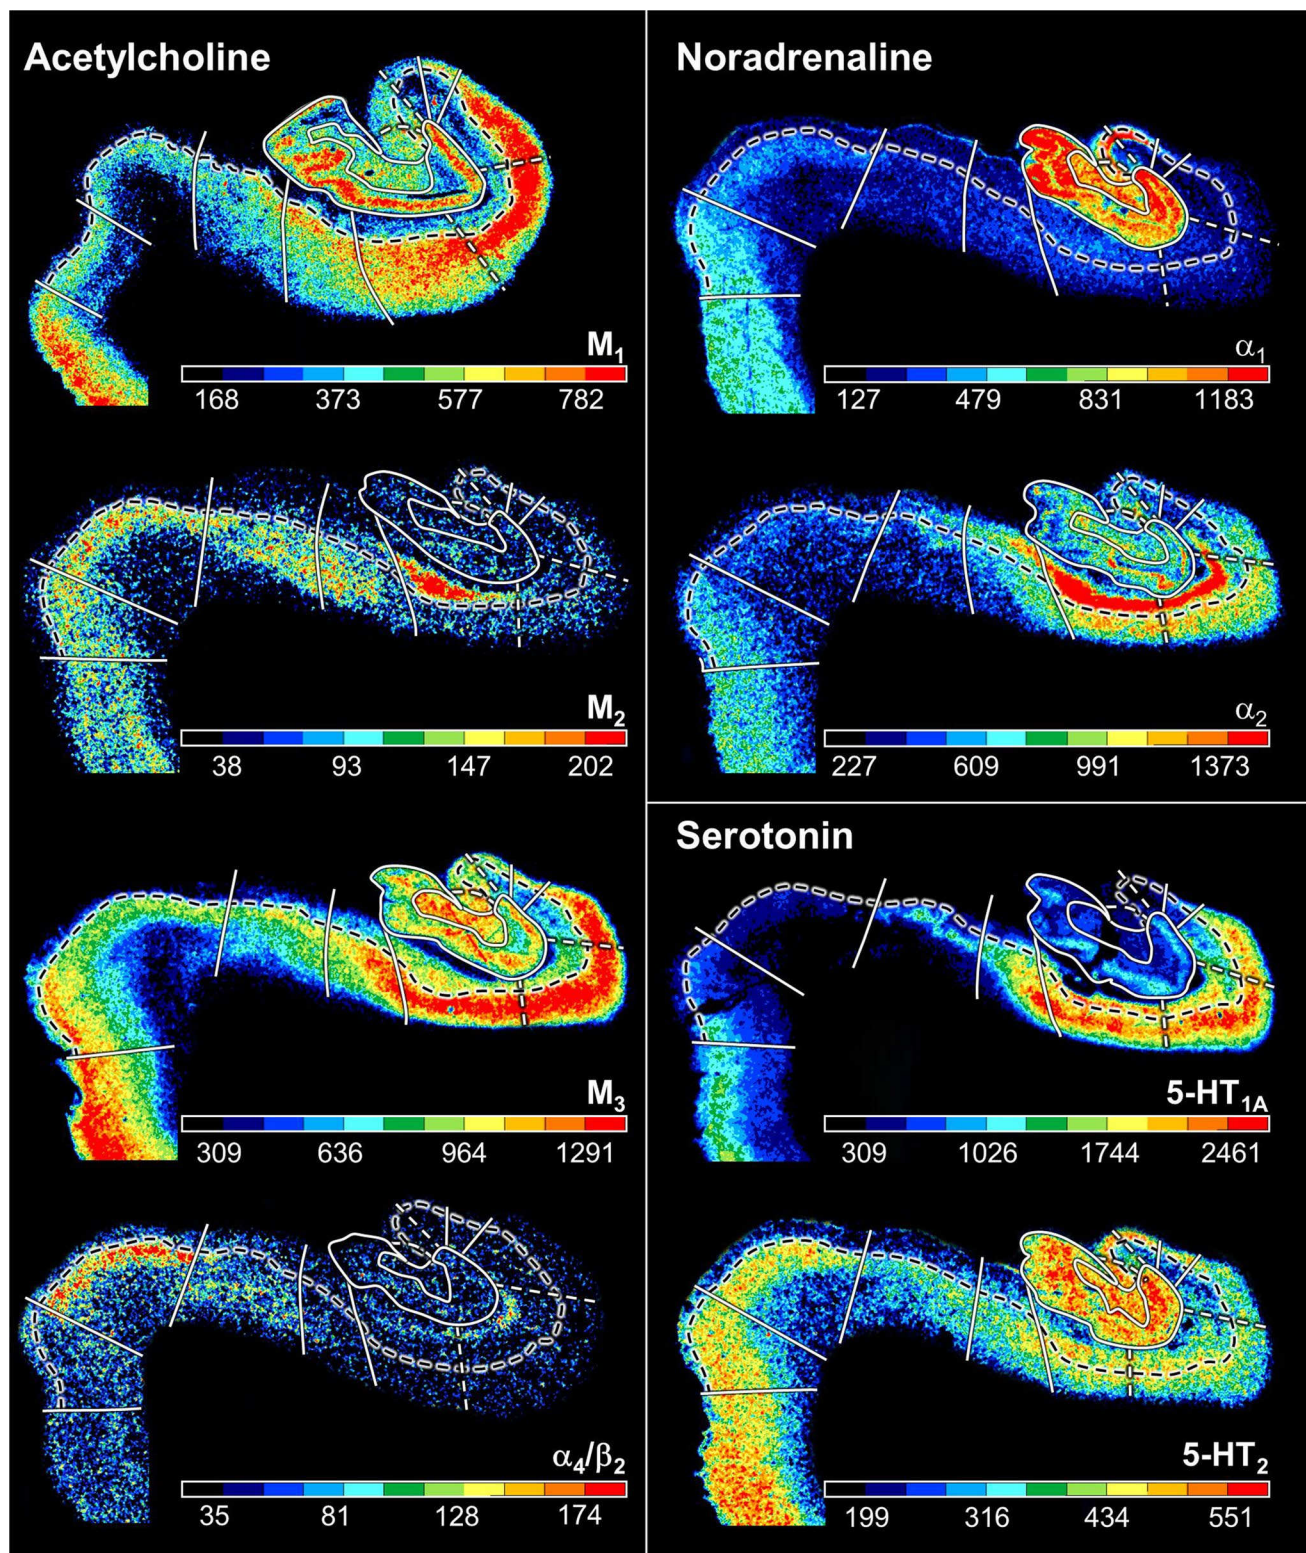 Acetylcholine
M₁
168 373 577 782
M₂
38 93 147 202
M₃
309 636 964 1291
α₄/β₂
35 81 128 174
Noradrenaline
α₁
127 479 831 1183
α₂
227 609 991 1373
Serotonin
5-HT₁A
309 1026 1744 2461
5-HT₂
199 316 434 551